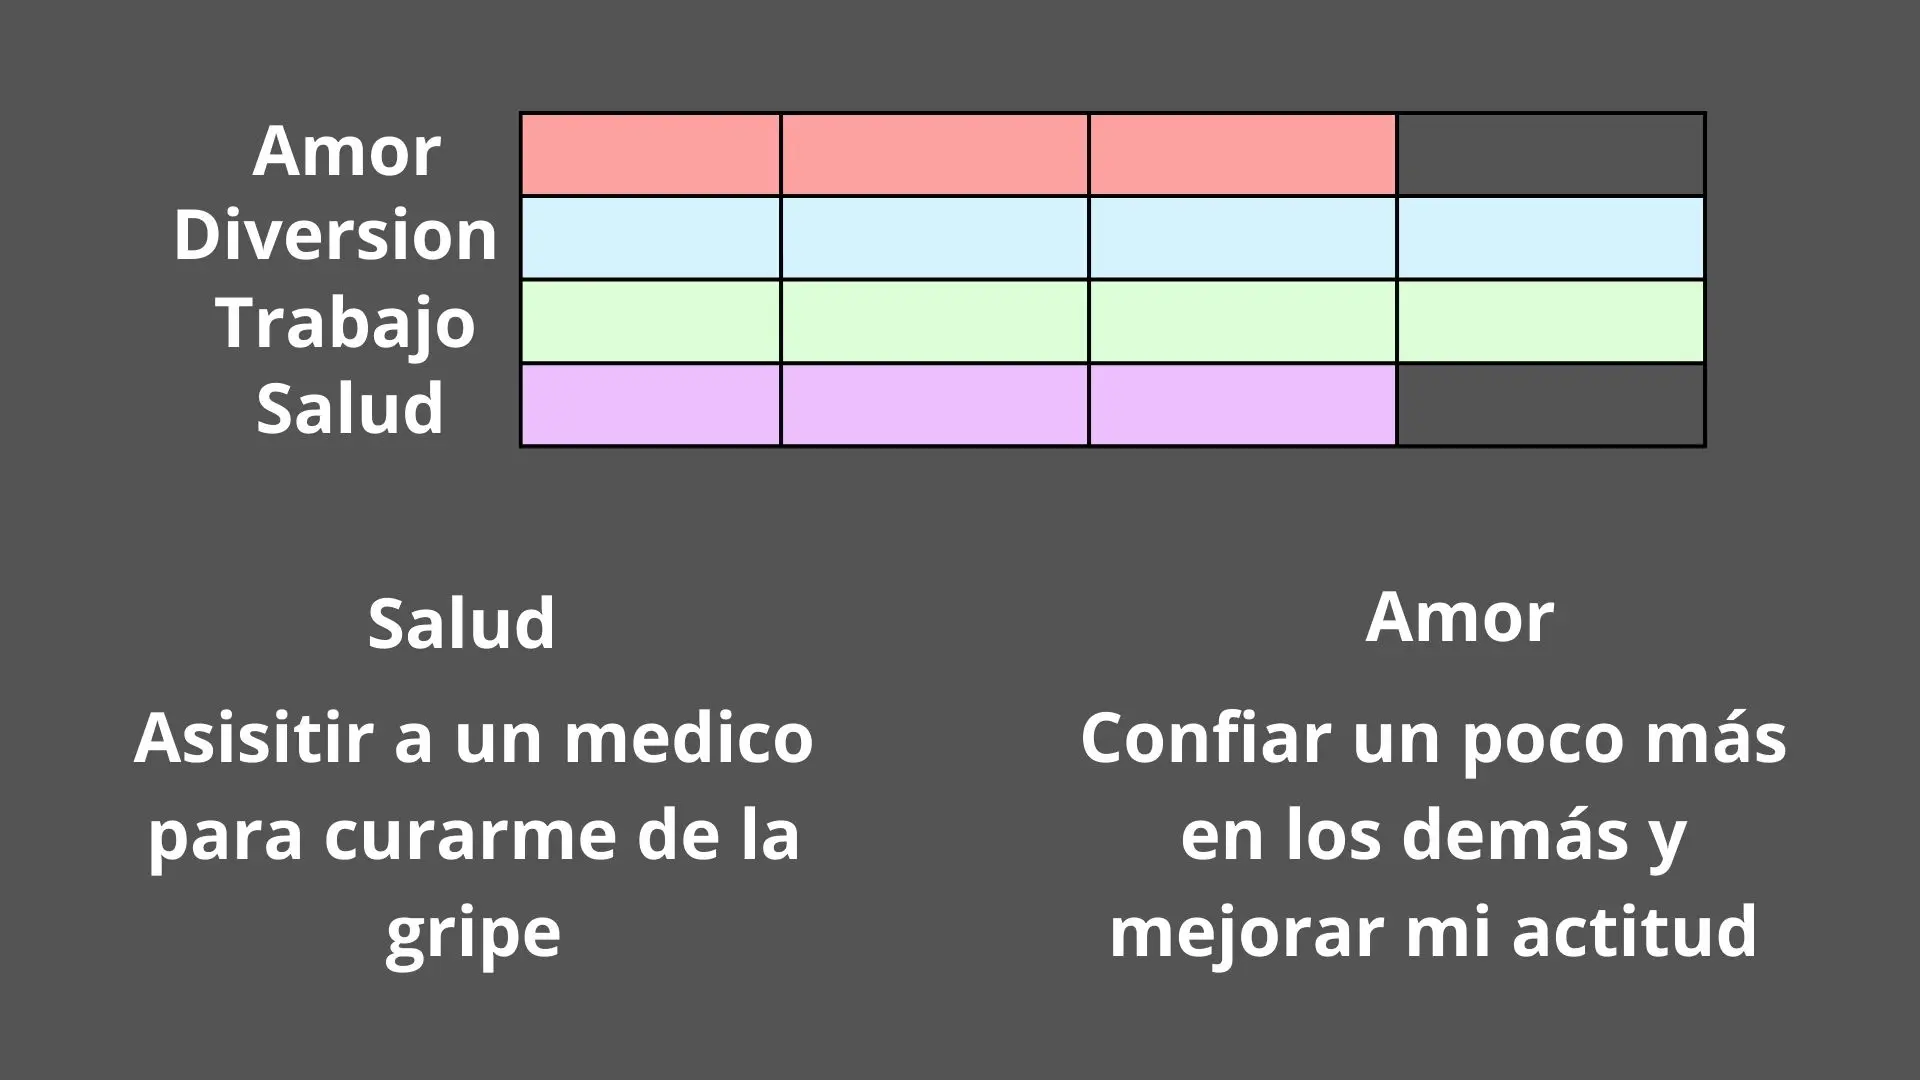 Amor
Diversion
Trabajo
Salud
Salud
Asisitir a un medico
para curarme de la
gripe
Amor
Confiar un poco más
en los demás y
mejorar mi actitud